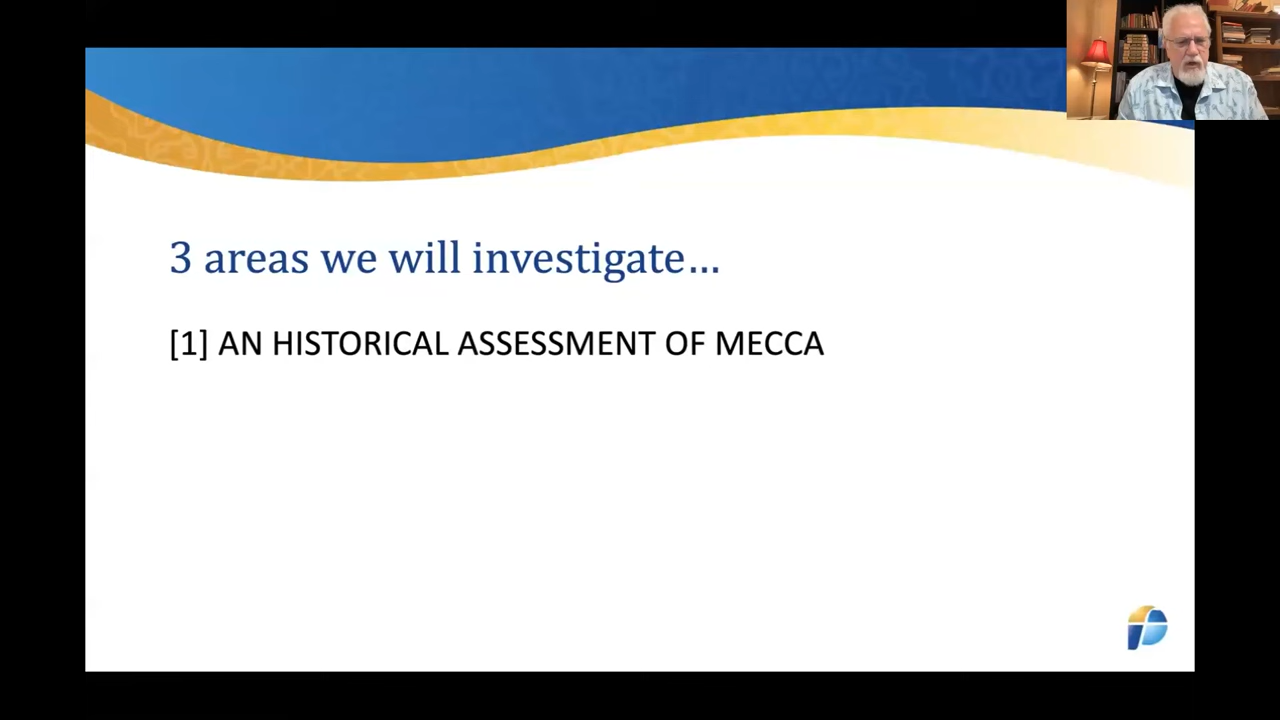 3 areas we will investigate…
[1] AN HISTORICAL ASSESSMENT OF MECCA